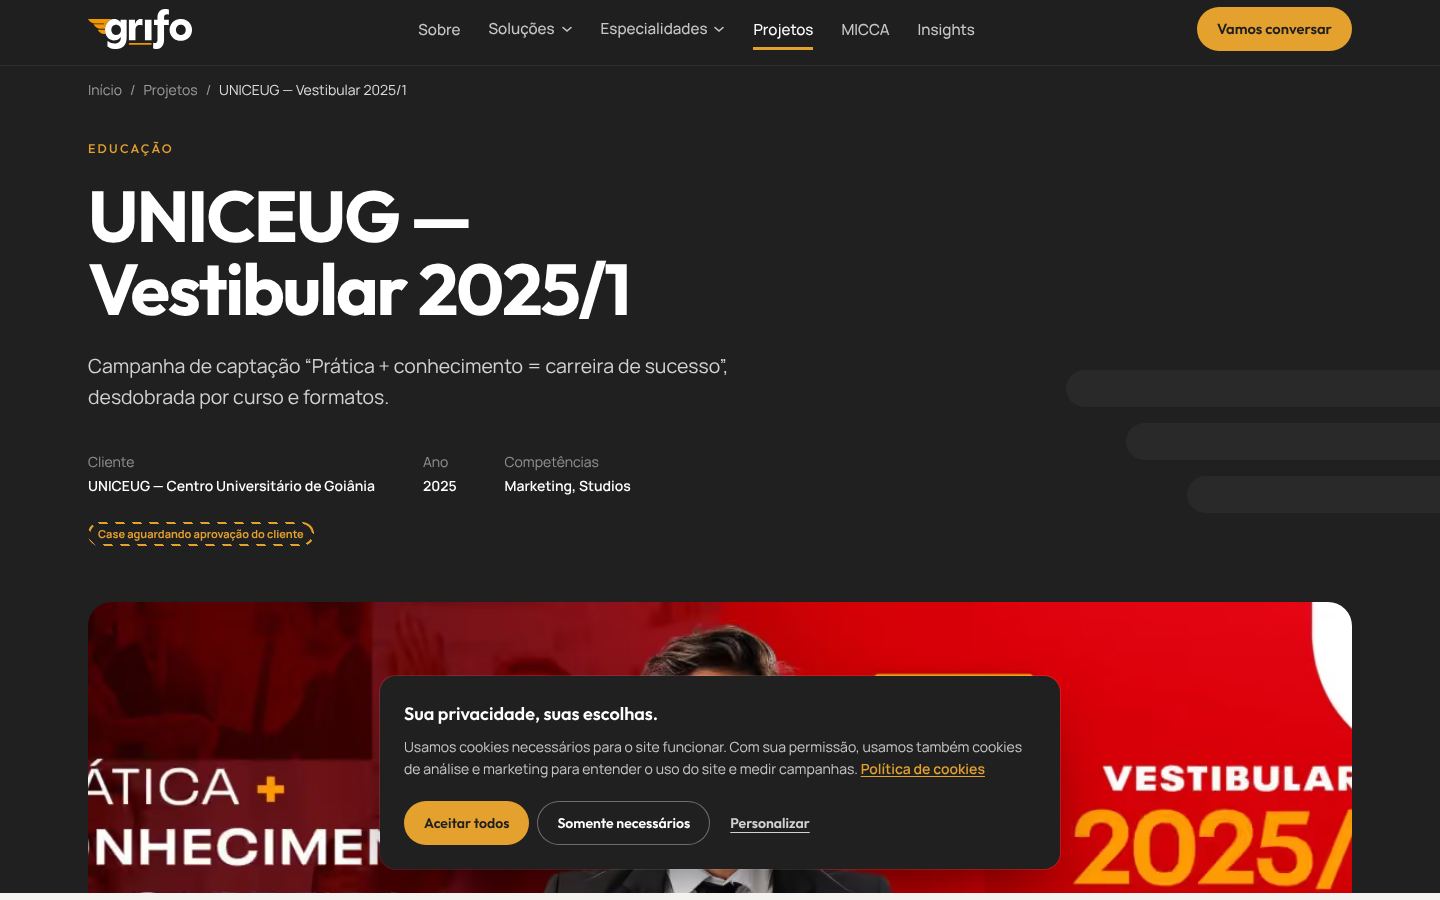 grifo
Sobre Soluções Especialidades Projetos MICCA Insights Vamos conversar
Início / Projetos / UNICEUG — Vestibular 2025/1
EDUCAÇÃO
UNICEUG —
Vestibular 2025/1
Campanha de captação “Prática + conhecimento = carreira de sucesso”,
desdobrada por curso e formatos.
Cliente Ano Competências
UNICEUG — Centro Universitário de Goiânia 2025 Marketing, Studios
Case aguardando aprovação do cliente
ÁTICA +
NHECIMEN
VESTIBULAR
2025/
Sua privacidade, suas escolhas.
Usamos cookies necessários para o site funcionar. Com sua permissão, usamos também cookies
de análise e marketing para entender o uso do site e medir campanhas. Política de cookies
Aceitar todos Somente necessários Personalizar